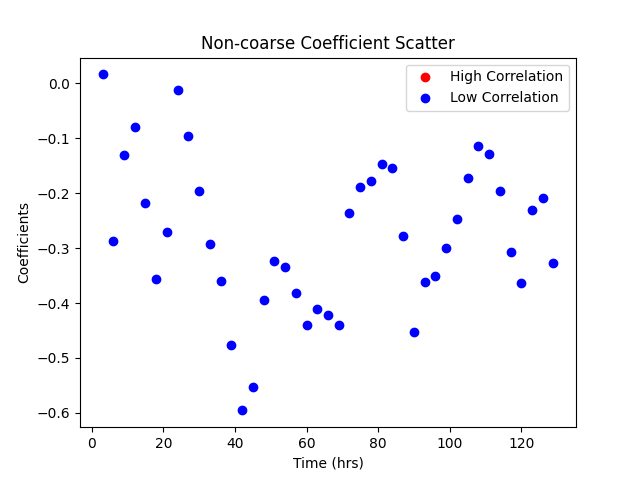 Non-coarse Coefficient Scatter
High Correlation
Low Correlation
Coefficients
0.0
−0.1
−0.2
−0.3
−0.4
−0.5
−0.6
0 20 40 60 80 100 120
Time (hrs)